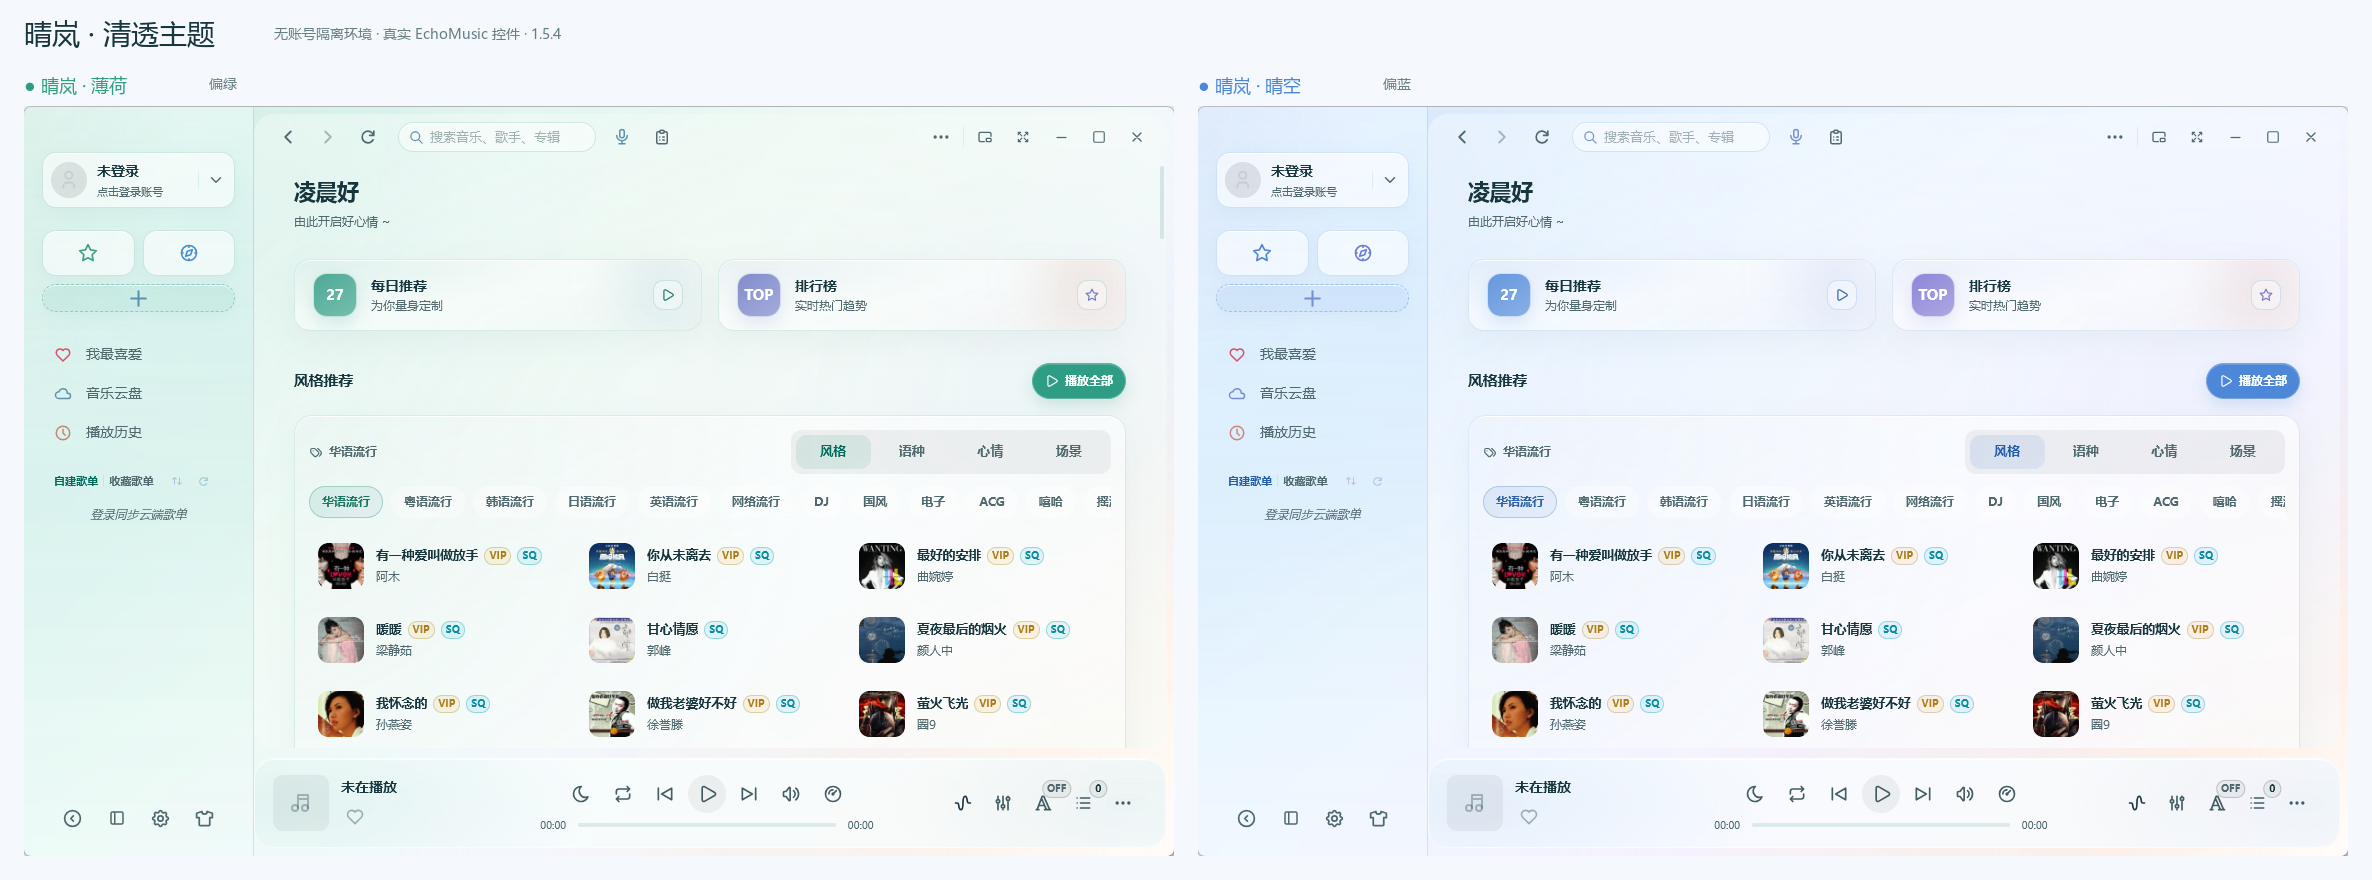 晴岚 · 清透主题
无账号隔离环境 · 真实 EchoMusic 控件 · 1.5.4
晴岚 · 薄荷
偏绿
搜索音乐、歌手、专辑
未登录
点击登录账号
凌晨好
由此开启好心情 ~
27
每日推荐
为你量身定制
TOP
排行榜
实时热门趋势
我最喜爱
音乐云盘
播放历史
自建歌单
收藏歌单
登录同步云端歌单
风格推荐
播放全部
华语流行
风格 语种 心情 场景
华语流行 粤语流行 韩语流行 日语流行 英语流行 网络流行 DJ 国风 电子 ACG 嘻哈
有一种爱叫做放手 VIP SQ
阿木
你从未离去 VIP SQ
白挺
最好的安排 VIP SQ
曲婉婷
暖暖 VIP SQ
梁静茹
甘心情愿 SQ
郭峰
夏夜最后的烟火 VIP SQ
颜人中
我怀念的 VIP SQ
孙燕姿
做我老婆好不好 VIP SQ
徐誉滕
萤火飞光 VIP SQ
圈9
未在播放
00:00
00:00
OFF
0
晴岚 · 晴空
偏蓝
搜索音乐、歌手、专辑
未登录
点击登录账号
凌晨好
由此开启好心情 ~
27
每日推荐
为你量身定制
TOP
排行榜
实时热门趋势
我最喜爱
音乐云盘
播放历史
自建歌单
收藏歌单
登录同步云端歌单
风格推荐
播放全部
华语流行
风格 语种 心情 场景
华语流行 粤语流行 韩语流行 日语流行 英语流行 网络流行 DJ 国风 电子 ACG 嘻哈
有一种爱叫做放手 VIP SQ
阿木
你从未离去 VIP SQ
白挺
最好的安排 VIP SQ
曲婉婷
暖暖 VIP SQ
梁静茹
甘心情愿 SQ
郭峰
夏夜最后的烟火 VIP SQ
颜人中
我怀念的 VIP SQ
孙燕姿
做我老婆好不好 VIP SQ
徐誉滕
萤火飞光 VIP SQ
圈9
未在播放
00:00
00:00
OFF
0